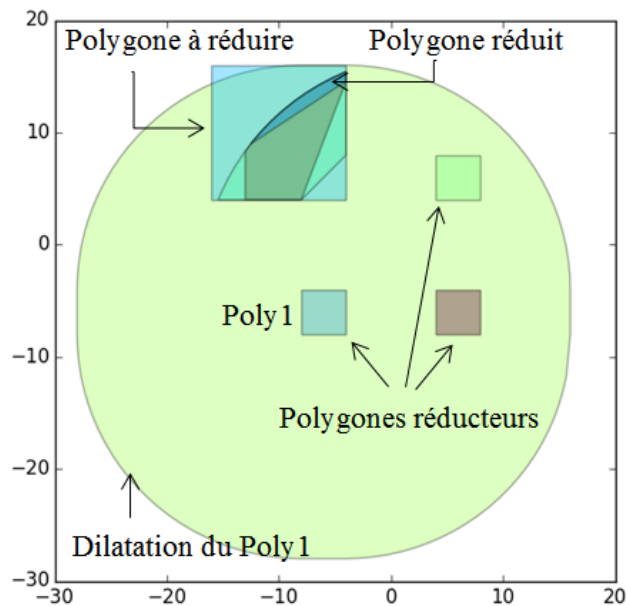 20
Polygone à réduire
Polygone réduit
10
0
Poly1
−10
Polygones réducteurs
−20
Dilatation du Poly1
−30
−30
−20
−10
0
10
20